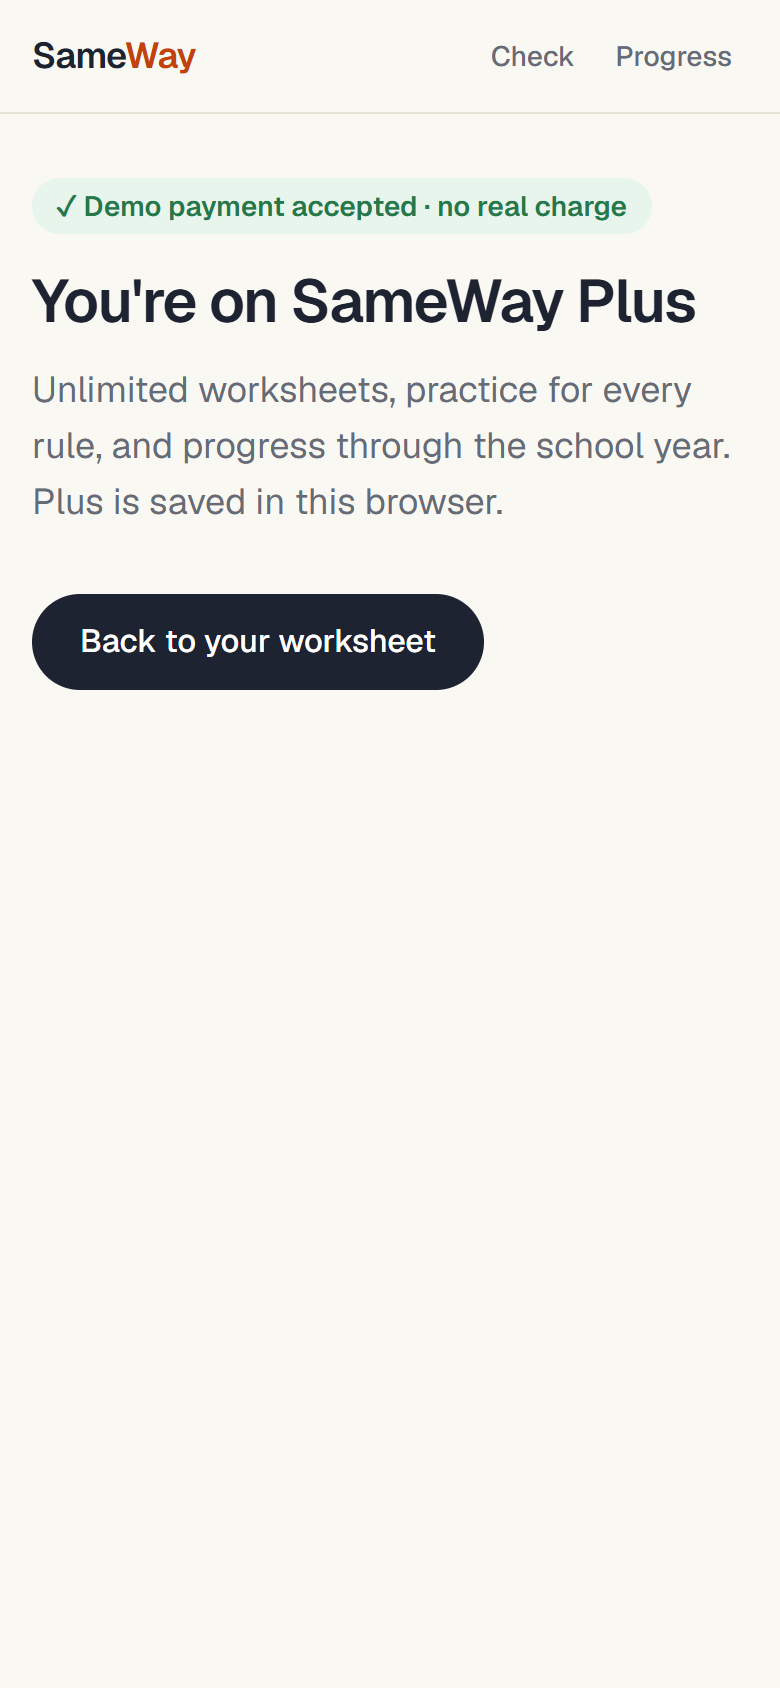 SameWay
Check Progress
✓ Demo payment accepted · no real charge
You're on SameWay Plus
Unlimited worksheets, practice for every
rule, and progress through the school year.
Plus is saved in this browser.
Back to your worksheet